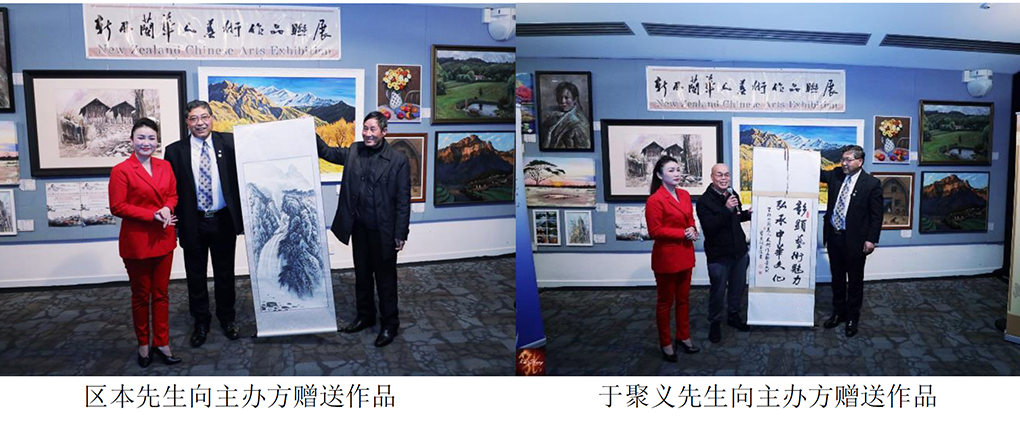 新西蘭華人美術作品聯展
New Zealand Chinese Arts Exhibition
新西蘭華人美術作品聯展
New Zealand Chinese Arts Exhibition
彰顯藝術魅力
弘承中華文化
区本先生向主办方赠送作品
于聚义先生向主办方赠送作品